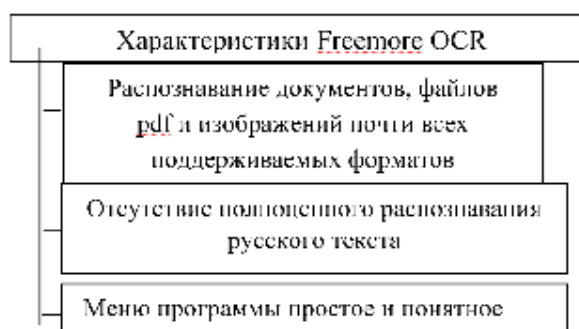 Характеристики Freemore OCR
Распознавание документов, файлов
pdf и изображений почти всех
поддерживаемых форматов
Отсутствие полноценного распознавания
русского текста
Меню программы простое и понятное